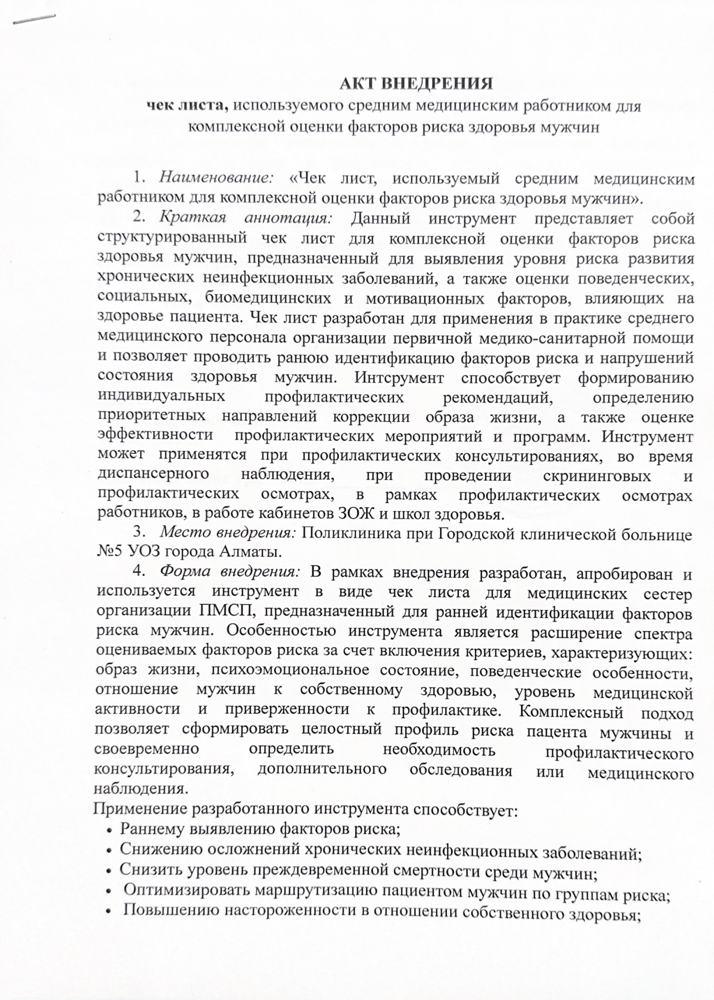 АКТ ВНЕДРЕНИЯ
чек листа, используемого средним медицинским работником для
комплексной оценки факторов риска здоровья мужчин
1. Наименование: «Чек лист, используемый средним медицинским
работником для комплексной оценки факторов риска здоровья мужчин».
2. Краткая аннотация: Данный инструмент представляет собой
структурированный чек лист для комплексной оценки факторов риска
здоровья мужчин, предназначенный для выявления уровня риска развития
хронических неинфекционных заболеваний, а также оценки поведенческих,
социальных, биомедицинских и мотивационных факторов, влияющих на
здоровье пациента. Чек лист разработан для применения в практике среднего
медицинского персонала организации первичной медико-санитарной помощи
и позволяет проводить ранюю идентификацию факторов риска и напрушений
состояния здоровья мужчин. Интсрумент способствует формированию
индивидуальных профилактических рекомендаций, определению
приоритетных направлений коррекции образа жизни, а также оценке
эффективности профилактических мероприятий и программ. Инструмент
может применятся при профилактических консультированиях, во время
диспансерного наблюдения, при проведении скрининговых и
профилактических осмотрах, в рамках профилактических осмотрах
работников, в работе кабинетов ЗОЖ и школ здоровья.
3. Место внедрения: Поликлиника при Городской клинической больнице
№5 УОЗ города Алматы.
4. Форма внедрения: В рамках внедрения разработан, апробирован и
используется инструмент в виде чек листа для медицинских сестер
организации ПМСП, предназначенный для ранней идентификации факторов
риска мужчин. Особенностью инструмента является расширение спектра
оцениваемых факторов риска за счет включения критериев, характеризующих:
образ жизни, психоэмоциональное состояние, поведенческие особенности,
отношение мужчин к собственному здоровью, уровень медицинской
активности и приверженности к профилактике. Комплексный подход
позволяет сформировать целостный профиль риска пацента мужчины и
своевременно определить необходимость профилактического
консультирования, дополнительного обследования или медицинского
наблюдения.
Применение разработанного инструмента способствует:
• Раннему выявлению факторов риска;
• Снижению осложнений хронических неинфекционных заболеваний;
• Снизить уровень преждевременной смертности среди мужчин;
• Оптимизировать маршрутизацию пациентом мужчин по группам риска;
• Повышению настороженности в отношении собственного здоровья;